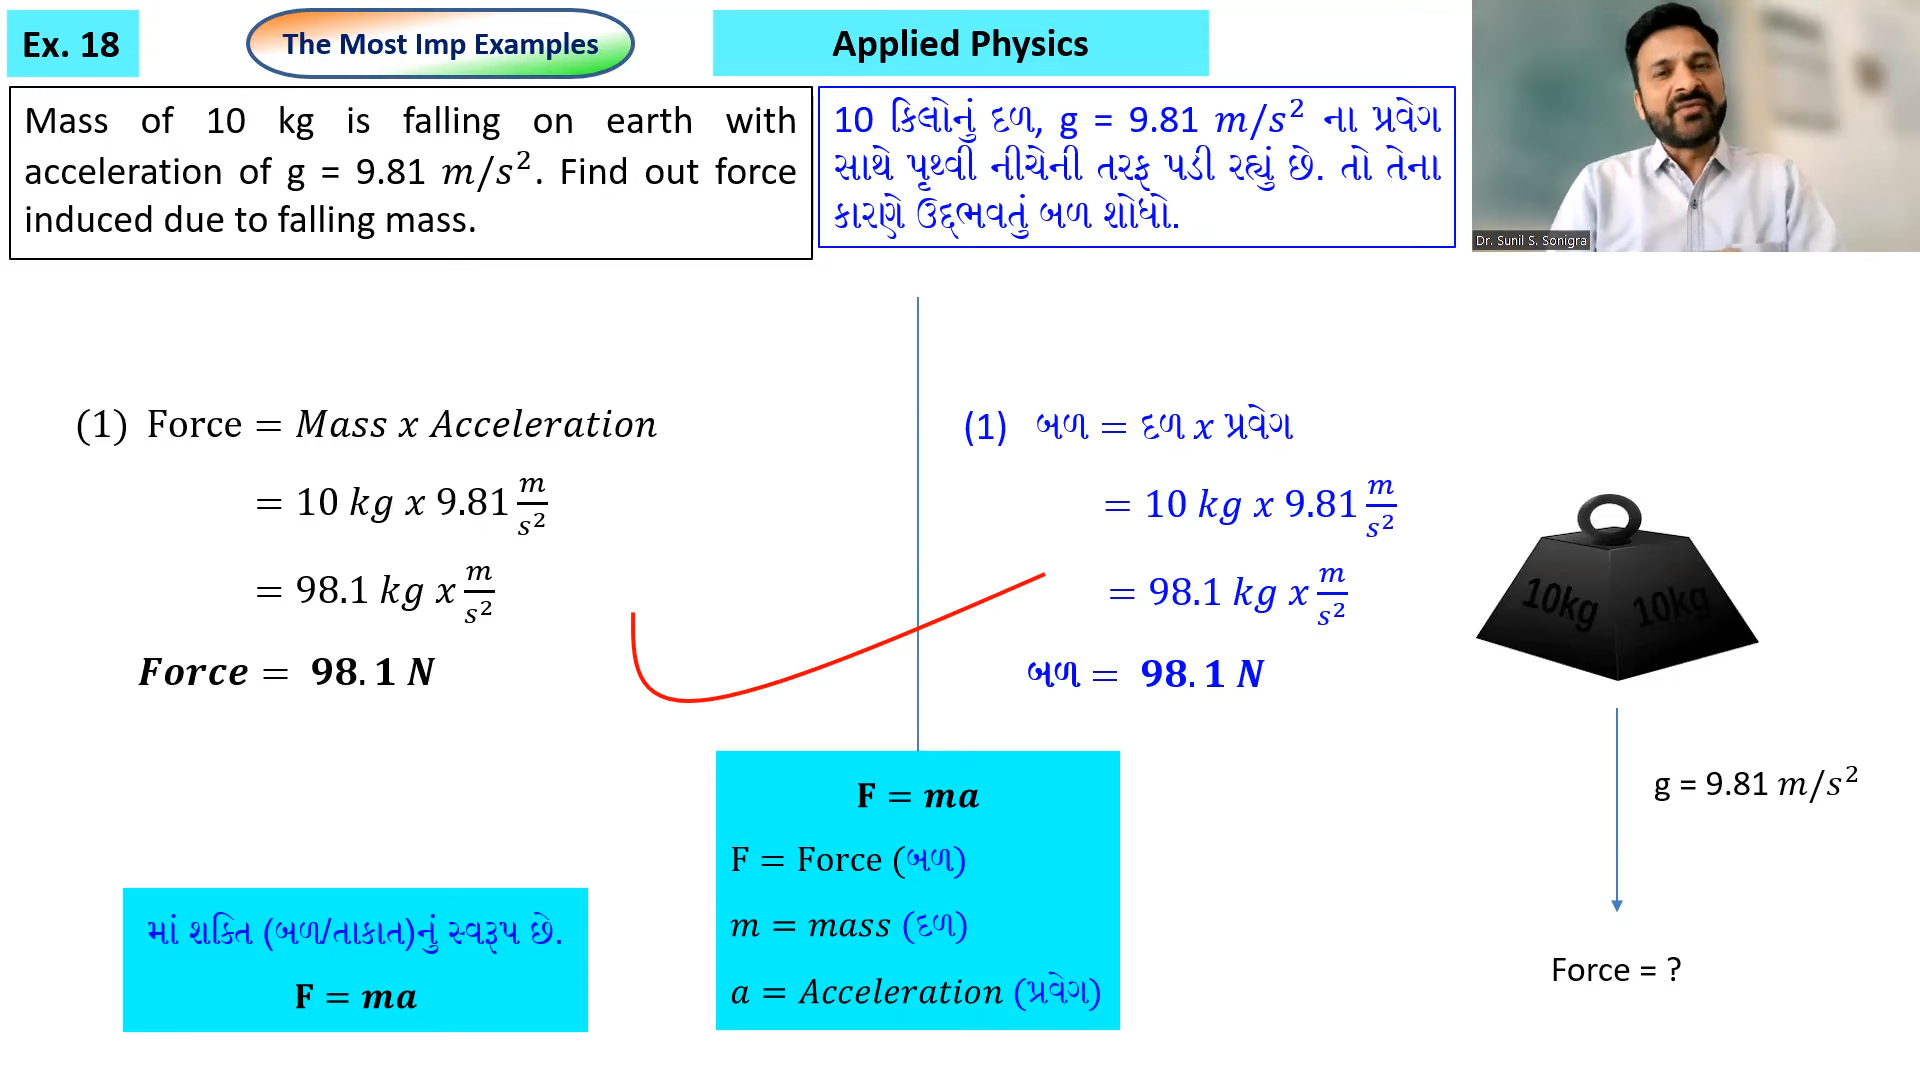 Ex. 18
The Most Imp Examples
Applied Physics
Mass of 10 kg is falling on earth with
acceleration of g = 9.81 m/s². Find out force
induced due to falling mass.
10 કિલોનું દળ, g = 9.81 m/s² ના પ્રવેગ
સાથે પૃથ્વી નીચેની તરફ પડી રહ્યું છે. તો તેના
કારણે ઉદ્દભવતું બળ શોધો.
Dr. Sunil S. Sonigra
(1) Force = Mass x Acceleration
= 10 kg x 9.81 m/s²
= 98.1 kg x m/s²
Force = 98.1 N
(1) બળ = દળ x પ્રવેગ
= 10 kg x 9.81 m/s²
= 98.1 kg x m/s²
બળ = 98.1 N
10kg 10kg
g = 9.81 m/s²
Force = ?
F = ma
F = Force (બળ)
m = mass (દળ)
a = Acceleration (પ્રવેગ)
માં શક્તિ (બળ/તાકાત)નું સ્વરૂપ છે.
F = ma